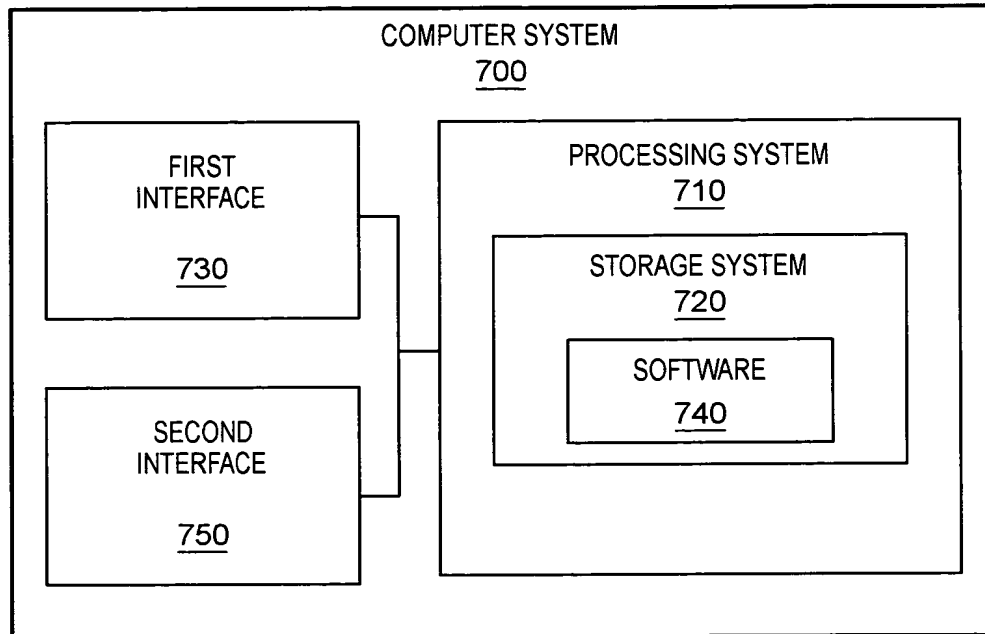 COMPUTER SYSTEM
700
FIRST
INTERFACE
730
SECOND
INTERFACE
750
PROCESSING SYSTEM
710
STORAGE SYSTEM
720
SOFTWARE
740